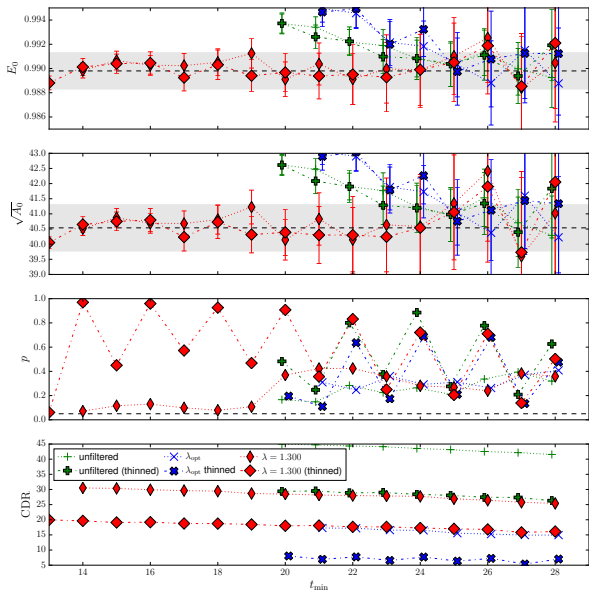 0.994
0.992
0.990
0.988
0.986
E₀
43.0
42.5
42.0
41.5
41.0
40.5
40.0
39.5
39.0
√A₀
1.0
0.8
0.6
0.4
0.2
0.0
p
45
40
35
30
25
20
15
10
5
CDR
unfiltered
unfiltered (thinned)
λopt
λopt thinned
λ = 1.300
λ = 1.300 (thinned)
14 16 18 20 22 24 26 28
tmin